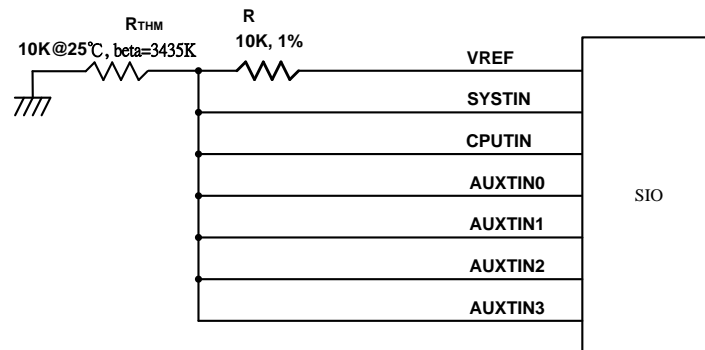 RTHM
10K@25℃, beta=3435K
R
10K, 1%
VREF
SYSTIN
CPUTIN
AUXTIN0
AUXTIN1
AUXTIN2
AUXTIN3
SIO